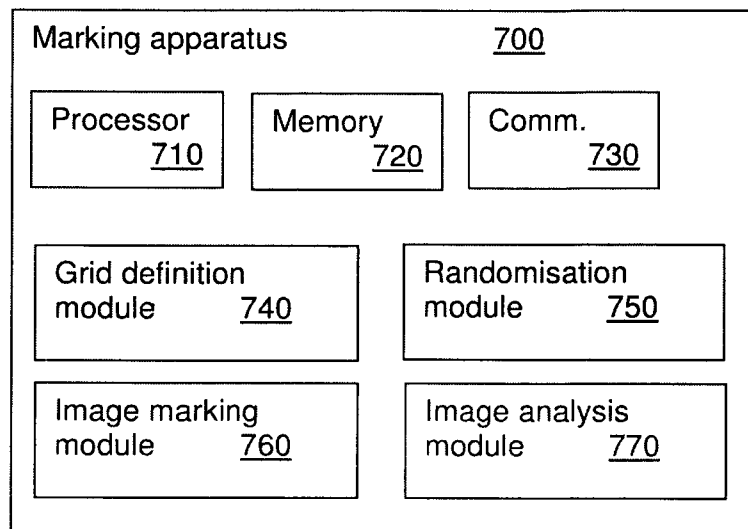 Marking apparatus 700
Processor
710
Memory
720
Comm.
730
Grid definition
module 740
Randomisation
module 750
Image marking
module 760
Image analysis
module 770